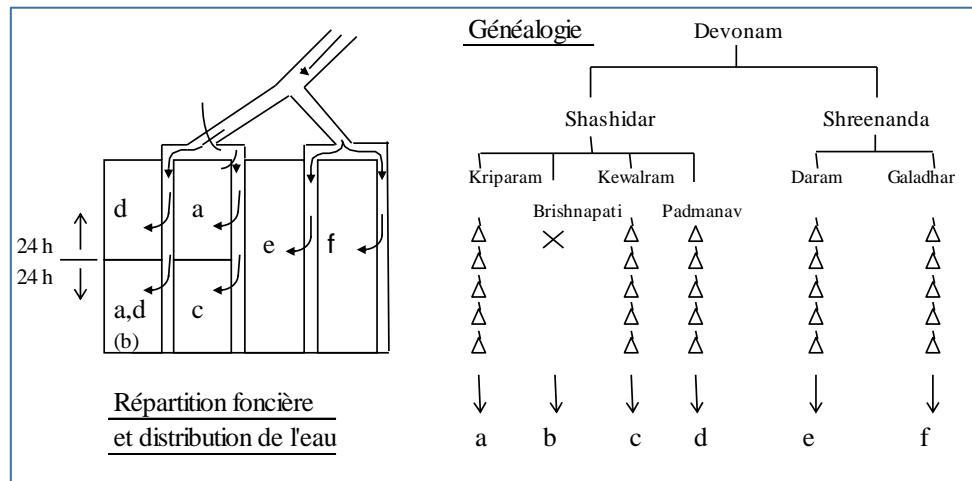 Généalogie
Devonam
Shashidar
Shreenanda
Kriparam
Kewalram
Daram
Galadhar
Brishnapati
Padmanav
d
a
e
f
24 h
24 h
a,d
c
(b)
Répartition foncière
et distribution de l'eau
a b c d e f